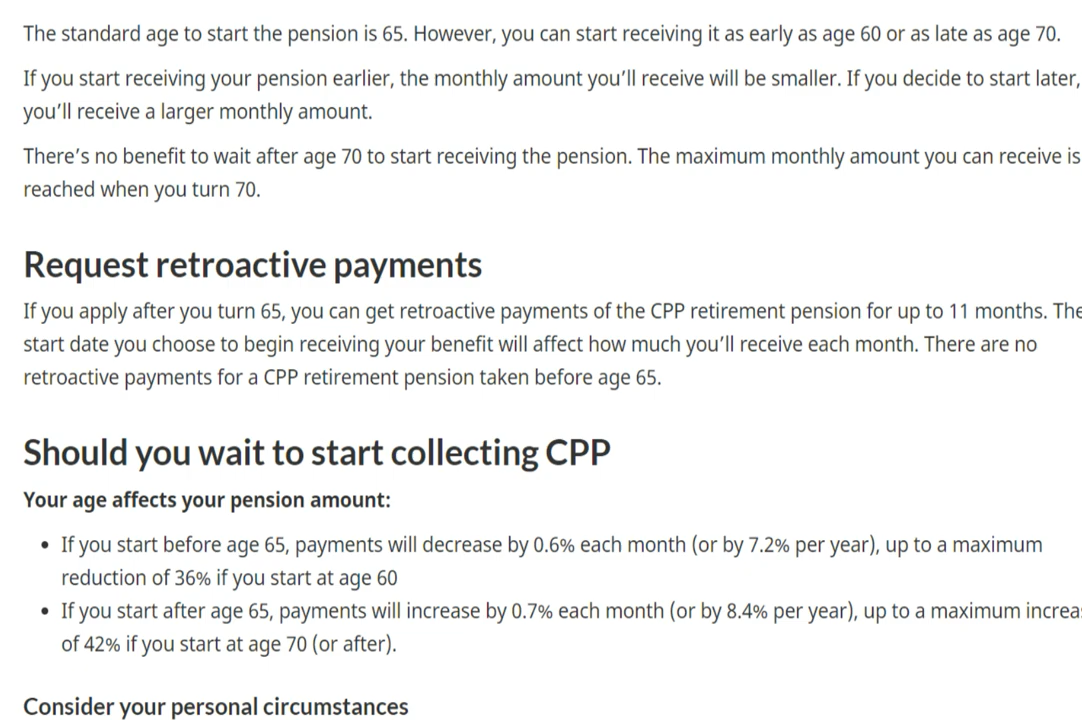 The standard age to start the pension is 65. However, you can start receiving it as early as age 60 or as late as age 70.
If you start receiving your pension earlier, the monthly amount you’ll receive will be smaller. If you decide to start later,
you’ll receive a larger monthly amount.
There’s no benefit to wait after age 70 to start receiving the pension. The maximum monthly amount you can receive is
reached when you turn 70.
Request retroactive payments
If you apply after you turn 65, you can get retroactive payments of the CPP retirement pension for up to 11 months. The
start date you choose to begin receiving your benefit will affect how much you’ll receive each month. There are no
retroactive payments for a CPP retirement pension taken before age 65.
Should you wait to start collecting CPP
Your age affects your pension amount:
• If you start before age 65, payments will decrease by 0.6% each month (or by 7.2% per year), up to a maximum
reduction of 36% if you start at age 60
• If you start after age 65, payments will increase by 0.7% each month (or by 8.4% per year), up to a maximum
of 42% if you start at age 70 (or after).
Consider your personal circumstances